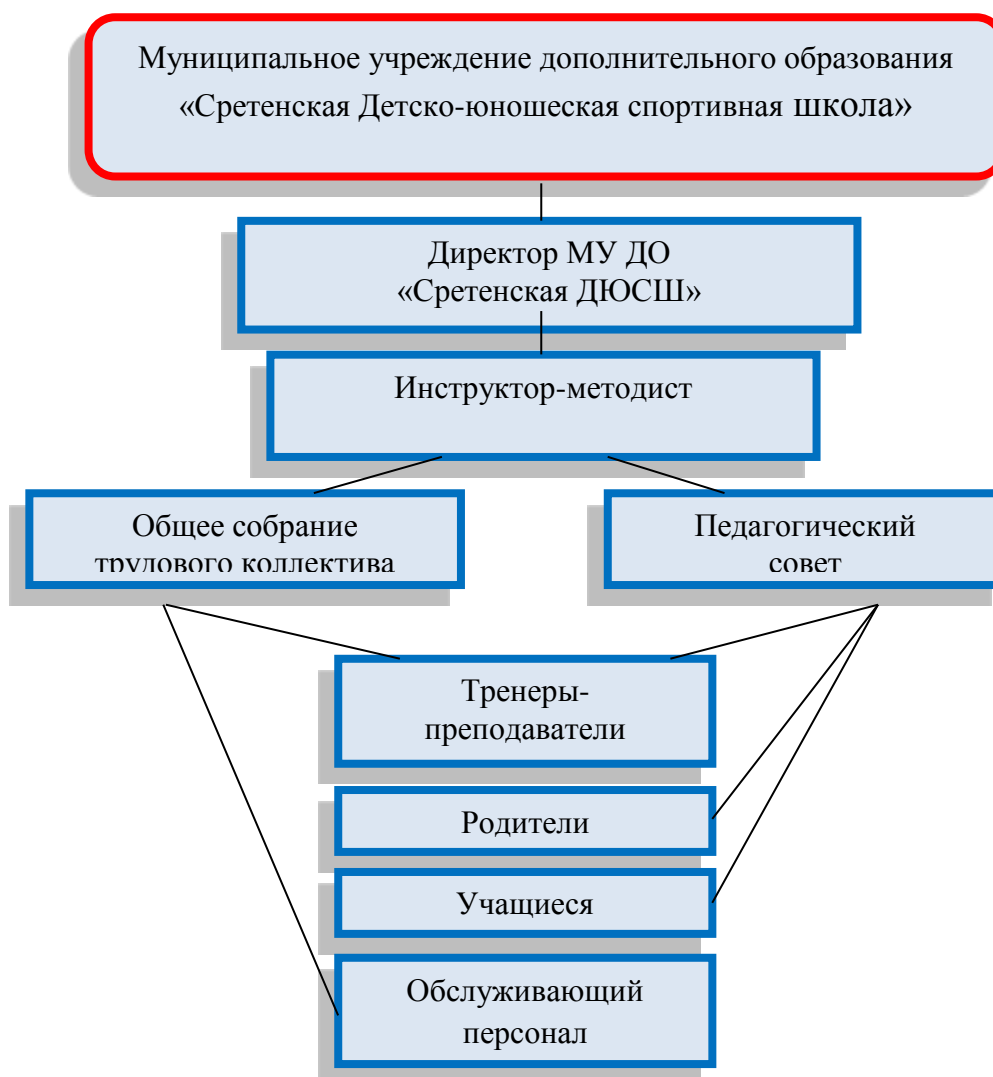 Муниципальное учреждение дополнительного образования
«Сретенская Детско-юношеская спортивная школа»
Директор МУ ДО
«Сретенская ДЮСШ»
Инструктор-методист
Общее собрание
трудового коллектива
Педагогический
совет
Тренеры-
преподаватели
Родители
Учащиеся
Обслуживающий
персонал